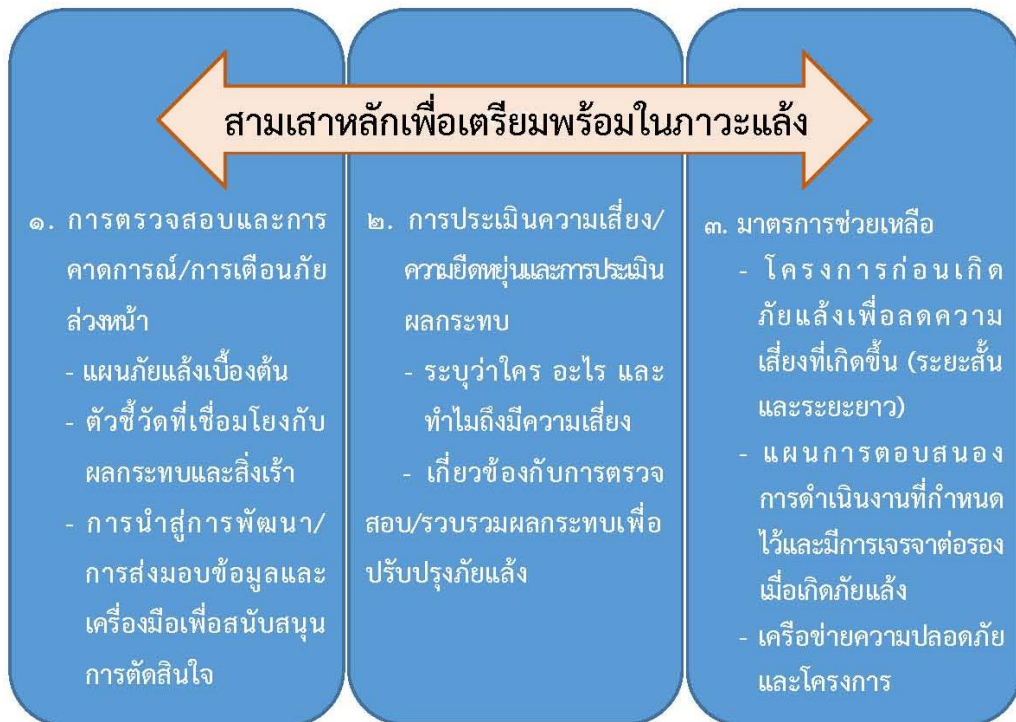 สามเสาหลักเพื่อเตรียมพร้อมในภาวะแล้ง
๑. การตรวจสอบและการ
คาดการณ์/การเตือนภัย
ล่วงหน้า
- แผนภัยแล้งเบื้องต้น
- ตัวชี้วัดที่เชื่อมโยงกับ
ผลกระทบและสิ่งเร้า
- การนำสู่การพัฒนา/
การส่งมอบข้อมูลและ
เครื่องมือเพื่อสนับสนุน
การตัดสินใจ
๒. การประเมินความเสี่ยง/
ความยืดหยุ่นและการประเมิน
ผลกระทบ
- ระบุว่าใคร อะไร และ
ทำไมถึงมีความเสี่ยง
- เกี่ยวข้องกับการตรวจ
สอบ/รวบรวมผลกระทบเพื่อ
ปรับปรุงภัยแล้ง
๓. มาตรการช่วยเหลือ
- โครงการก่อนเกิด
ภัยแล้งเพื่อลดความ
เสี่ยงที่เกิดขึ้น (ระยะสั้น
และระยะยาว)
- แผนการตอบสนอง
การดำเนินงานที่กำหนด
ไว้และมีการเจรจาต่อรอง
เมื่อเกิดภัยแล้ง
- เครือข่ายความปลอดภัย
และโครงการ